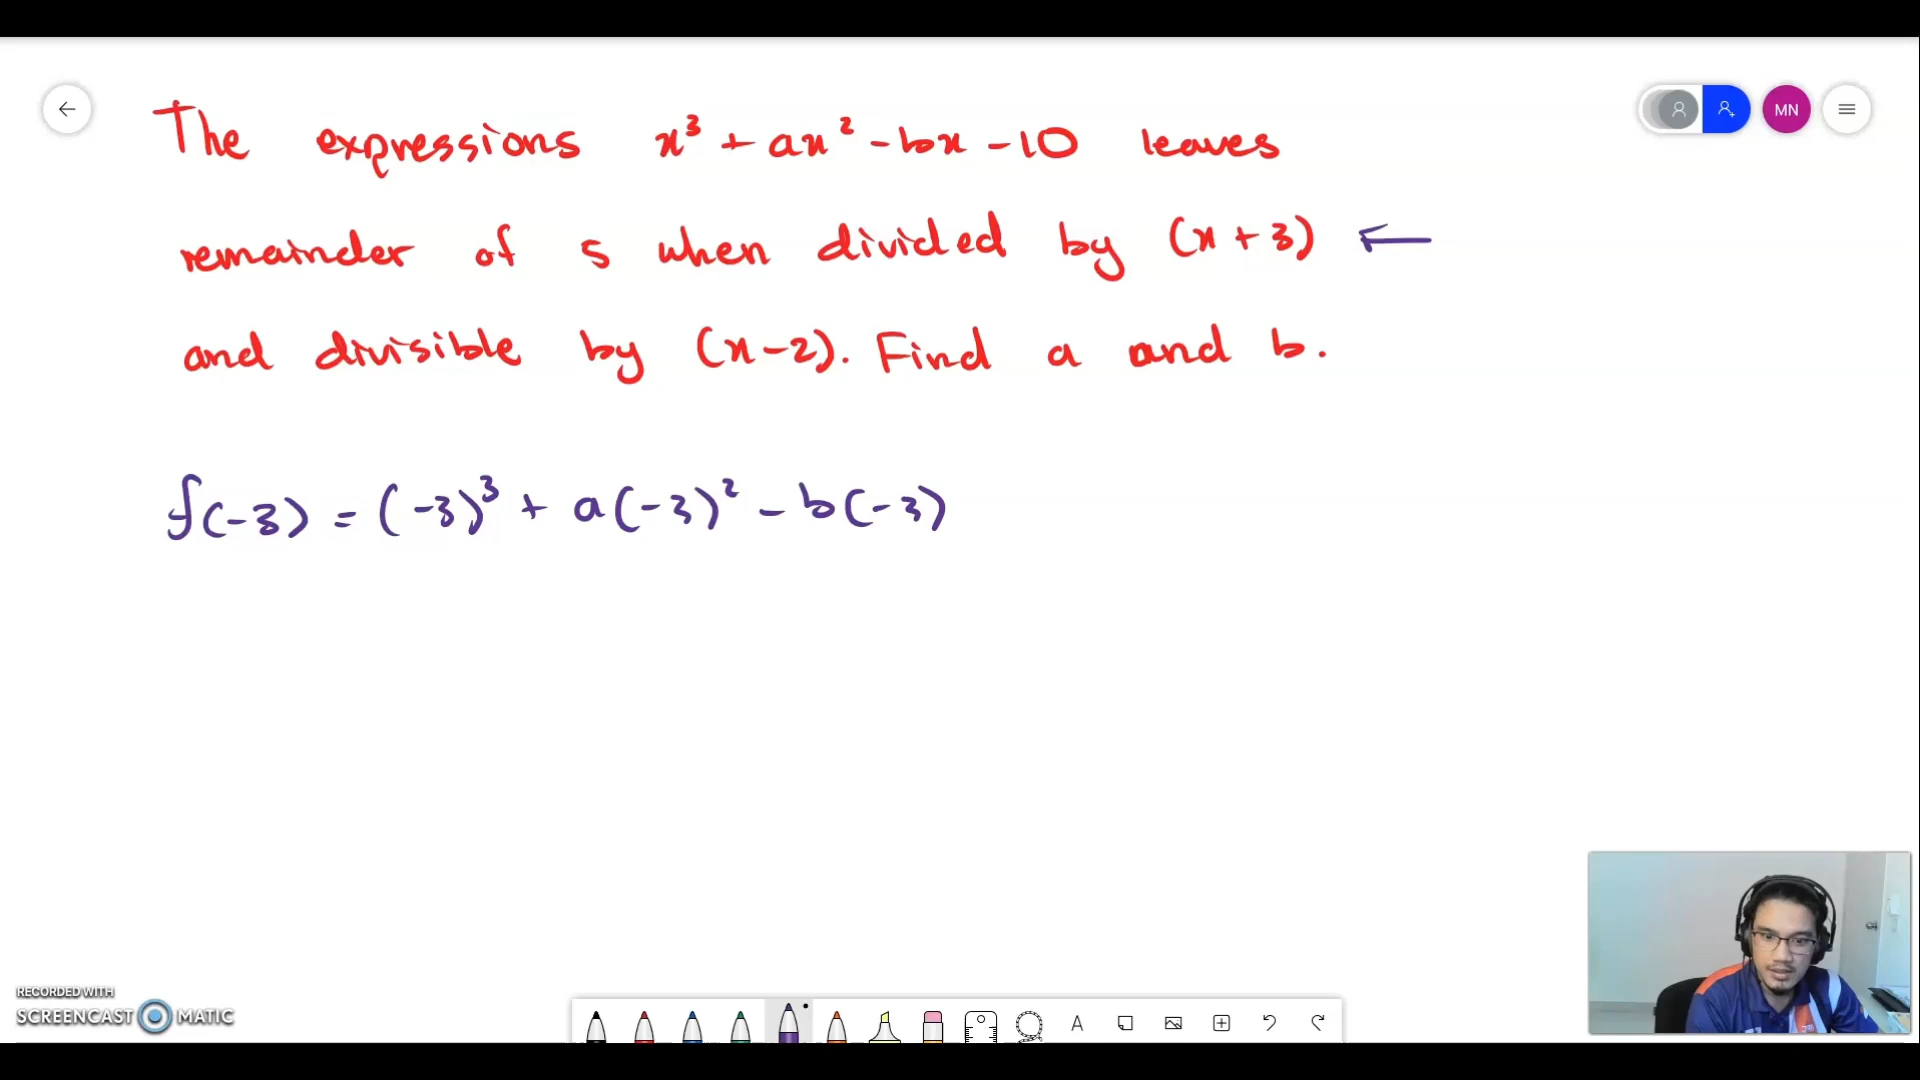 The expressions x³ + ax² - bx - 10 leaves
remainder of 5 when divided by (x + 3) ←
and divisible by (x - 2). Find a and b.
f(-3) = (-3)³ + a(-3)² - b(-3)
MN
RECORDED WITH
SCREENCAST MATIC
A